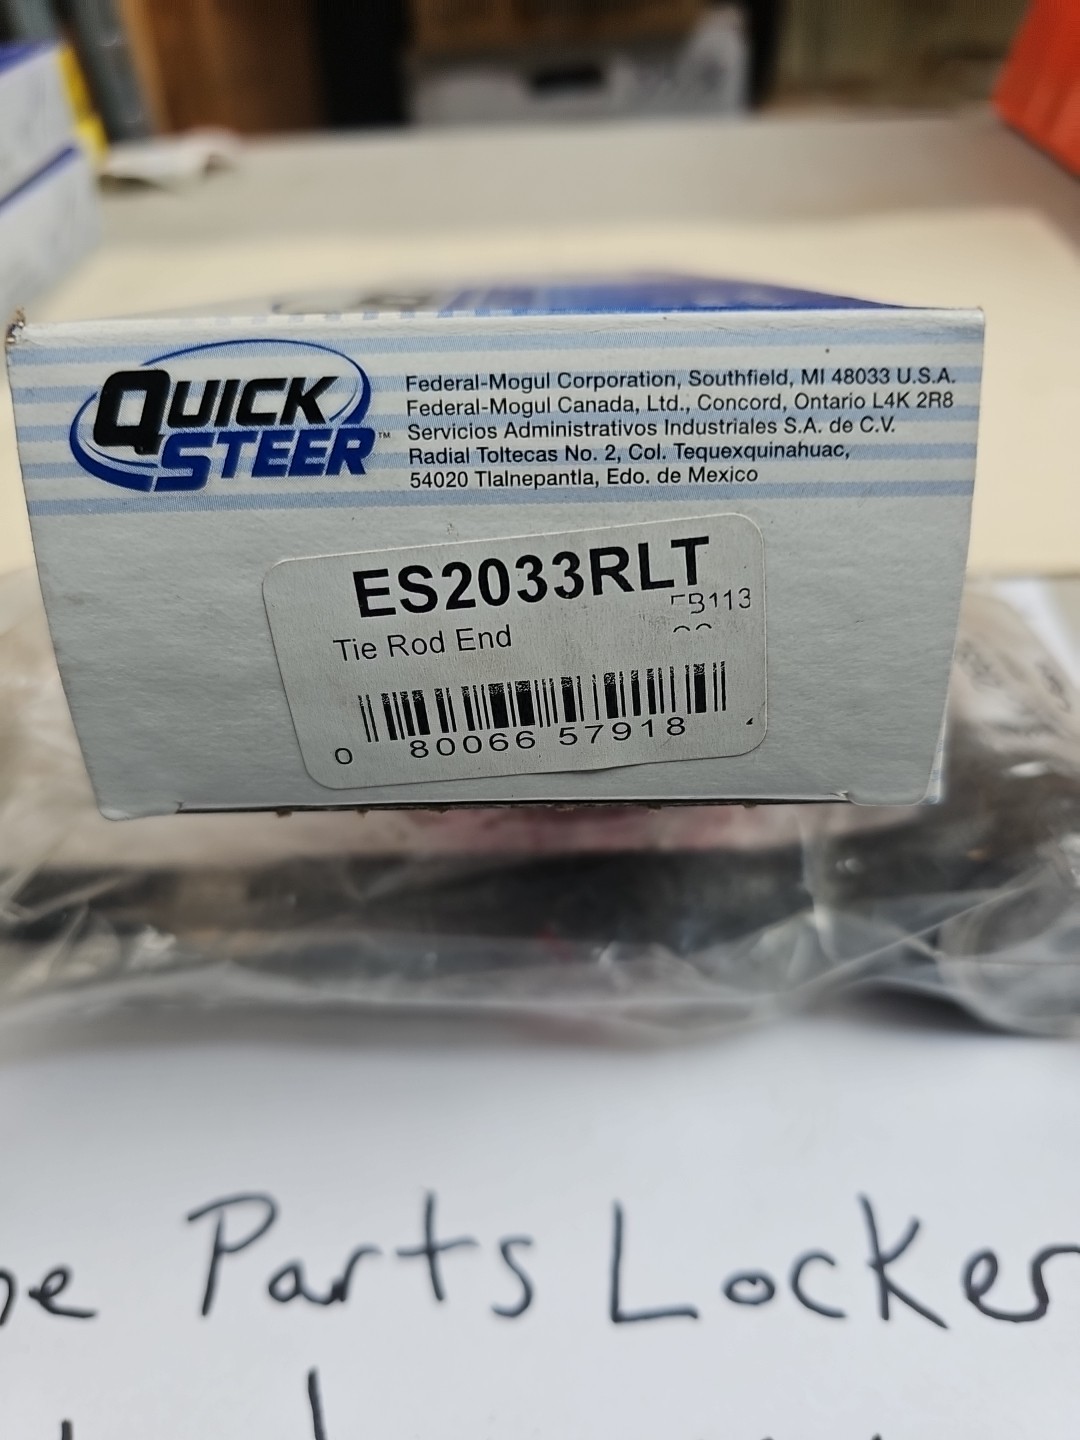 QUICK
STEER™
Federal-Mogul Corporation, Southfield, MI 48033 U.S.A.
Federal-Mogul Canada, Ltd., Concord, Ontario L4K 2R8
Servicios Administrativos Industriales S.A. de C.V.
Radial Toltecas No. 2, Col. Tequexquinahuac,
54020 Tlalnepantla, Edo. de Mexico
ES2033RLT
Tie Rod End
0 80066 57918
Parts Locker